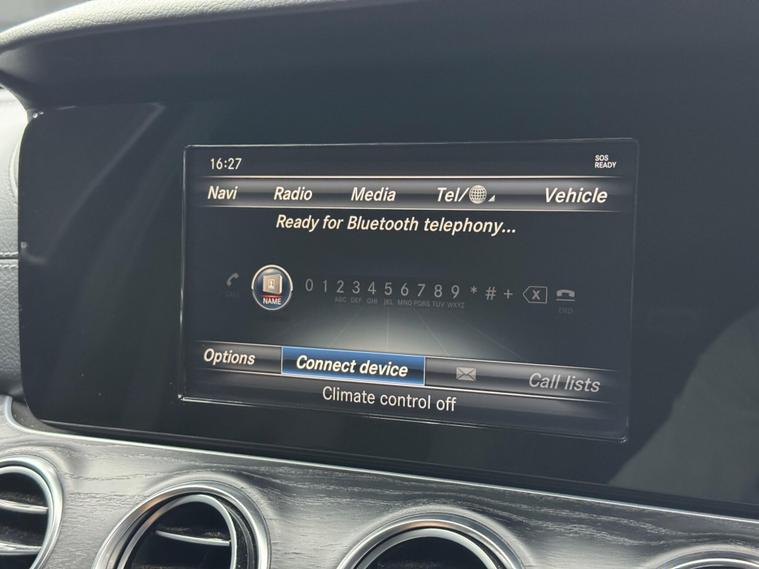 16:27
SOS
READY
Navi Radio Media Tel/ Vehicle
Ready for Bluetooth telephony...
0 1 2 3 4 5 6 7 8 9 * # + X
CALL NAME ABC DEF GHI JKL MNO PQRS TUV WXYZ END
Options Connect device Call lists
Climate control off